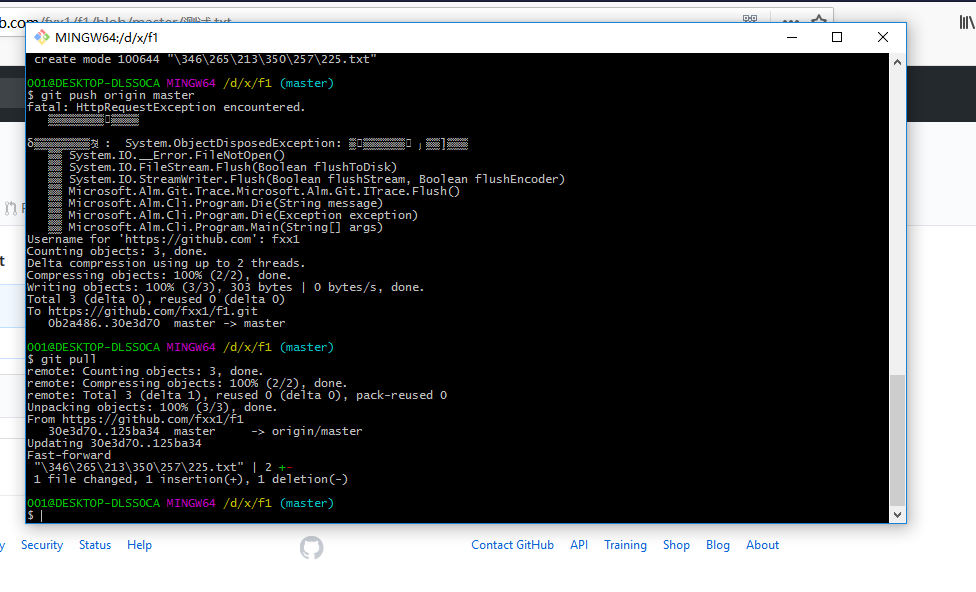 b.com/fxx1/f1/blob/master/测试.txt
MINGW64:/d/x/f1
create mode 100644 "\346\265\213\350\257\225.txt"
001@DESKTOP-DLSSOCA MINGW64 /d/x/f1 (master)
$ git push origin master
fatal: HttpRequestException encountered.
System.ObjectDisposedException:
System.IO.__Error.FileNotOpen()
System.IO.FileStream.Flush(Boolean flushToDisk)
System.IO.StreamWriter.Flush(Boolean flushStream, Boolean flushEncoder)
Microsoft.Alm.Git.Trace.Microsoft.Alm.Git.ITrace.Flush()
Microsoft.Alm.Cli.Program.Die(String message)
Microsoft.Alm.Cli.Program.Die(Exception exception)
Microsoft.Alm.Cli.Program.Main(String[] args)
Username for 'https://github.com': fxx1
Counting objects: 3, done.
Delta compression using up to 2 threads.
Compressing objects: 100% (2/2), done.
Writing objects: 100% (3/3), 303 bytes | 0 bytes/s, done.
Total 3 (delta 0), reused 0 (delta 0)
To https://github.com/fxx1/f1.git
0b2a486..30e3d70  master -> master
001@DESKTOP-DLSSOCA MINGW64 /d/x/f1 (master)
$ git pull
remote: Counting objects: 3, done.
remote: Compressing objects: 100% (2/2), done.
remote: Total 3 (delta 1), reused 0 (delta 0), pack-reused 0
Unpacking objects: 100% (3/3), done.
From https://github.com/fxx1/f1
30e3d70..125ba34  master     -> origin/master
Updating 30e3d70..125ba34
Fast-forward
"\346\265\213\350\257\225.txt" | 2 +-
1 file changed, 1 insertion(+), 1 deletion(-)
001@DESKTOP-DLSSOCA MINGW64 /d/x/f1 (master)
$
y Security Status Help Contact GitHub API Training Shop Blog About